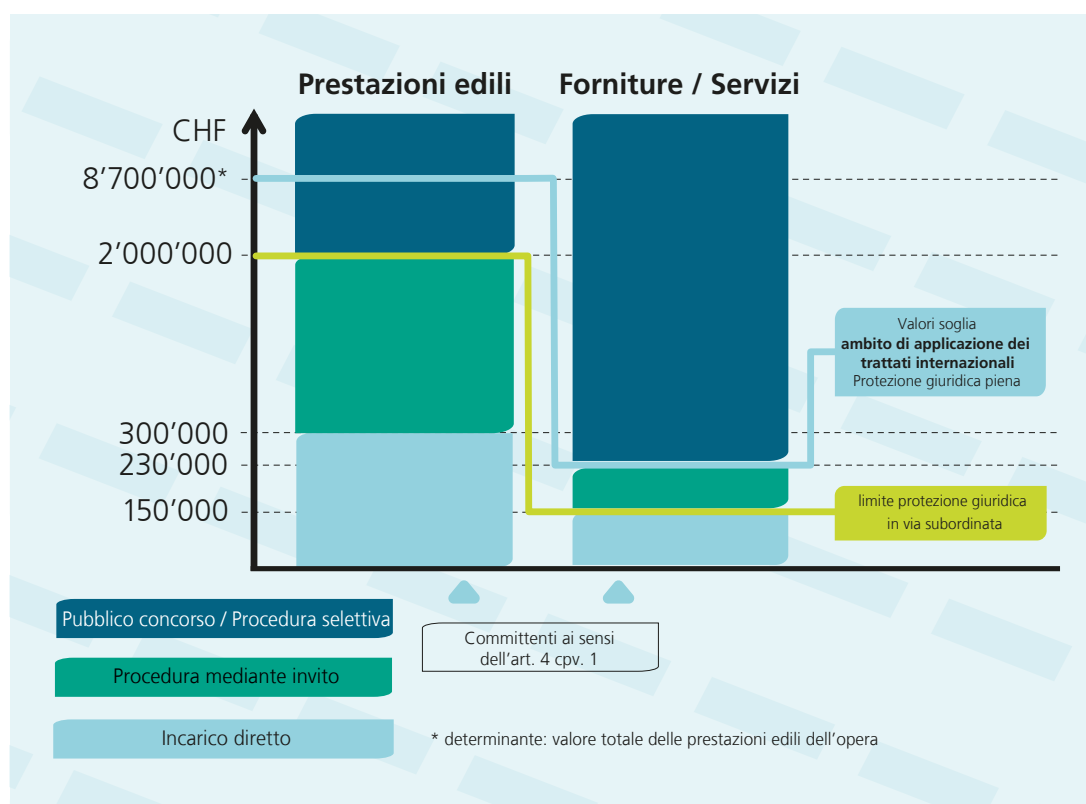 Prestazioni edili
Forniture / Servizi
CHF
8’700’000*
2’000’000
300’000
230’000
150’000
Valori soglia
ambito di applicazione dei
trattati internazionali
Protezione giuridica piena
limite protezione giuridica
in via subordinata
Pubblico concorso / Procedura selettiva
Procedura mediante invito
Incarico diretto
Committenti ai sensi
dell’art. 4 cpv. 1
* determinante: valore totale delle prestazioni edili dell’opera